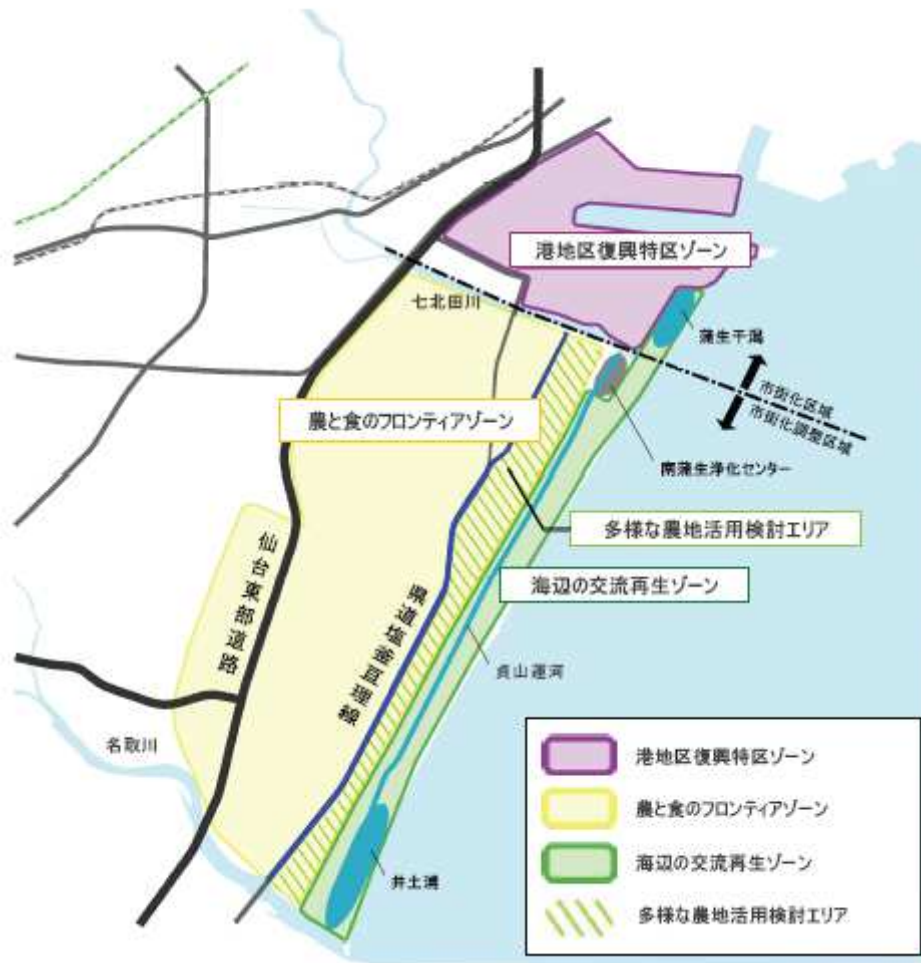 港地区復興特区ゾーン
七北田川
蒲生干潟
市街化区域
市街化調整区域
農と食のフロンティアゾーン
南蒲生浄化センター
多様な農地活用検討エリア
仙台東部道路
海辺の交流再生ゾーン
県道塩釜亘理線
貞山運河
名取川
井土浦
港地区復興特区ゾーン
農と食のフロンティアゾーン
海辺の交流再生ゾーン
多様な農地活用検討エリア